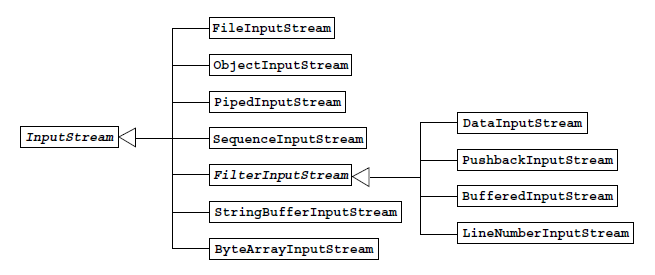 InputStream
FileInputStream
ObjectInputStream
PipedInputStream
SequenceInputStream
FilterInputStream
StringBufferInputStream
ByteArrayInputStream
DataInputStream
PushbackInputStream
BufferedInputStream
LineNumberInputStream